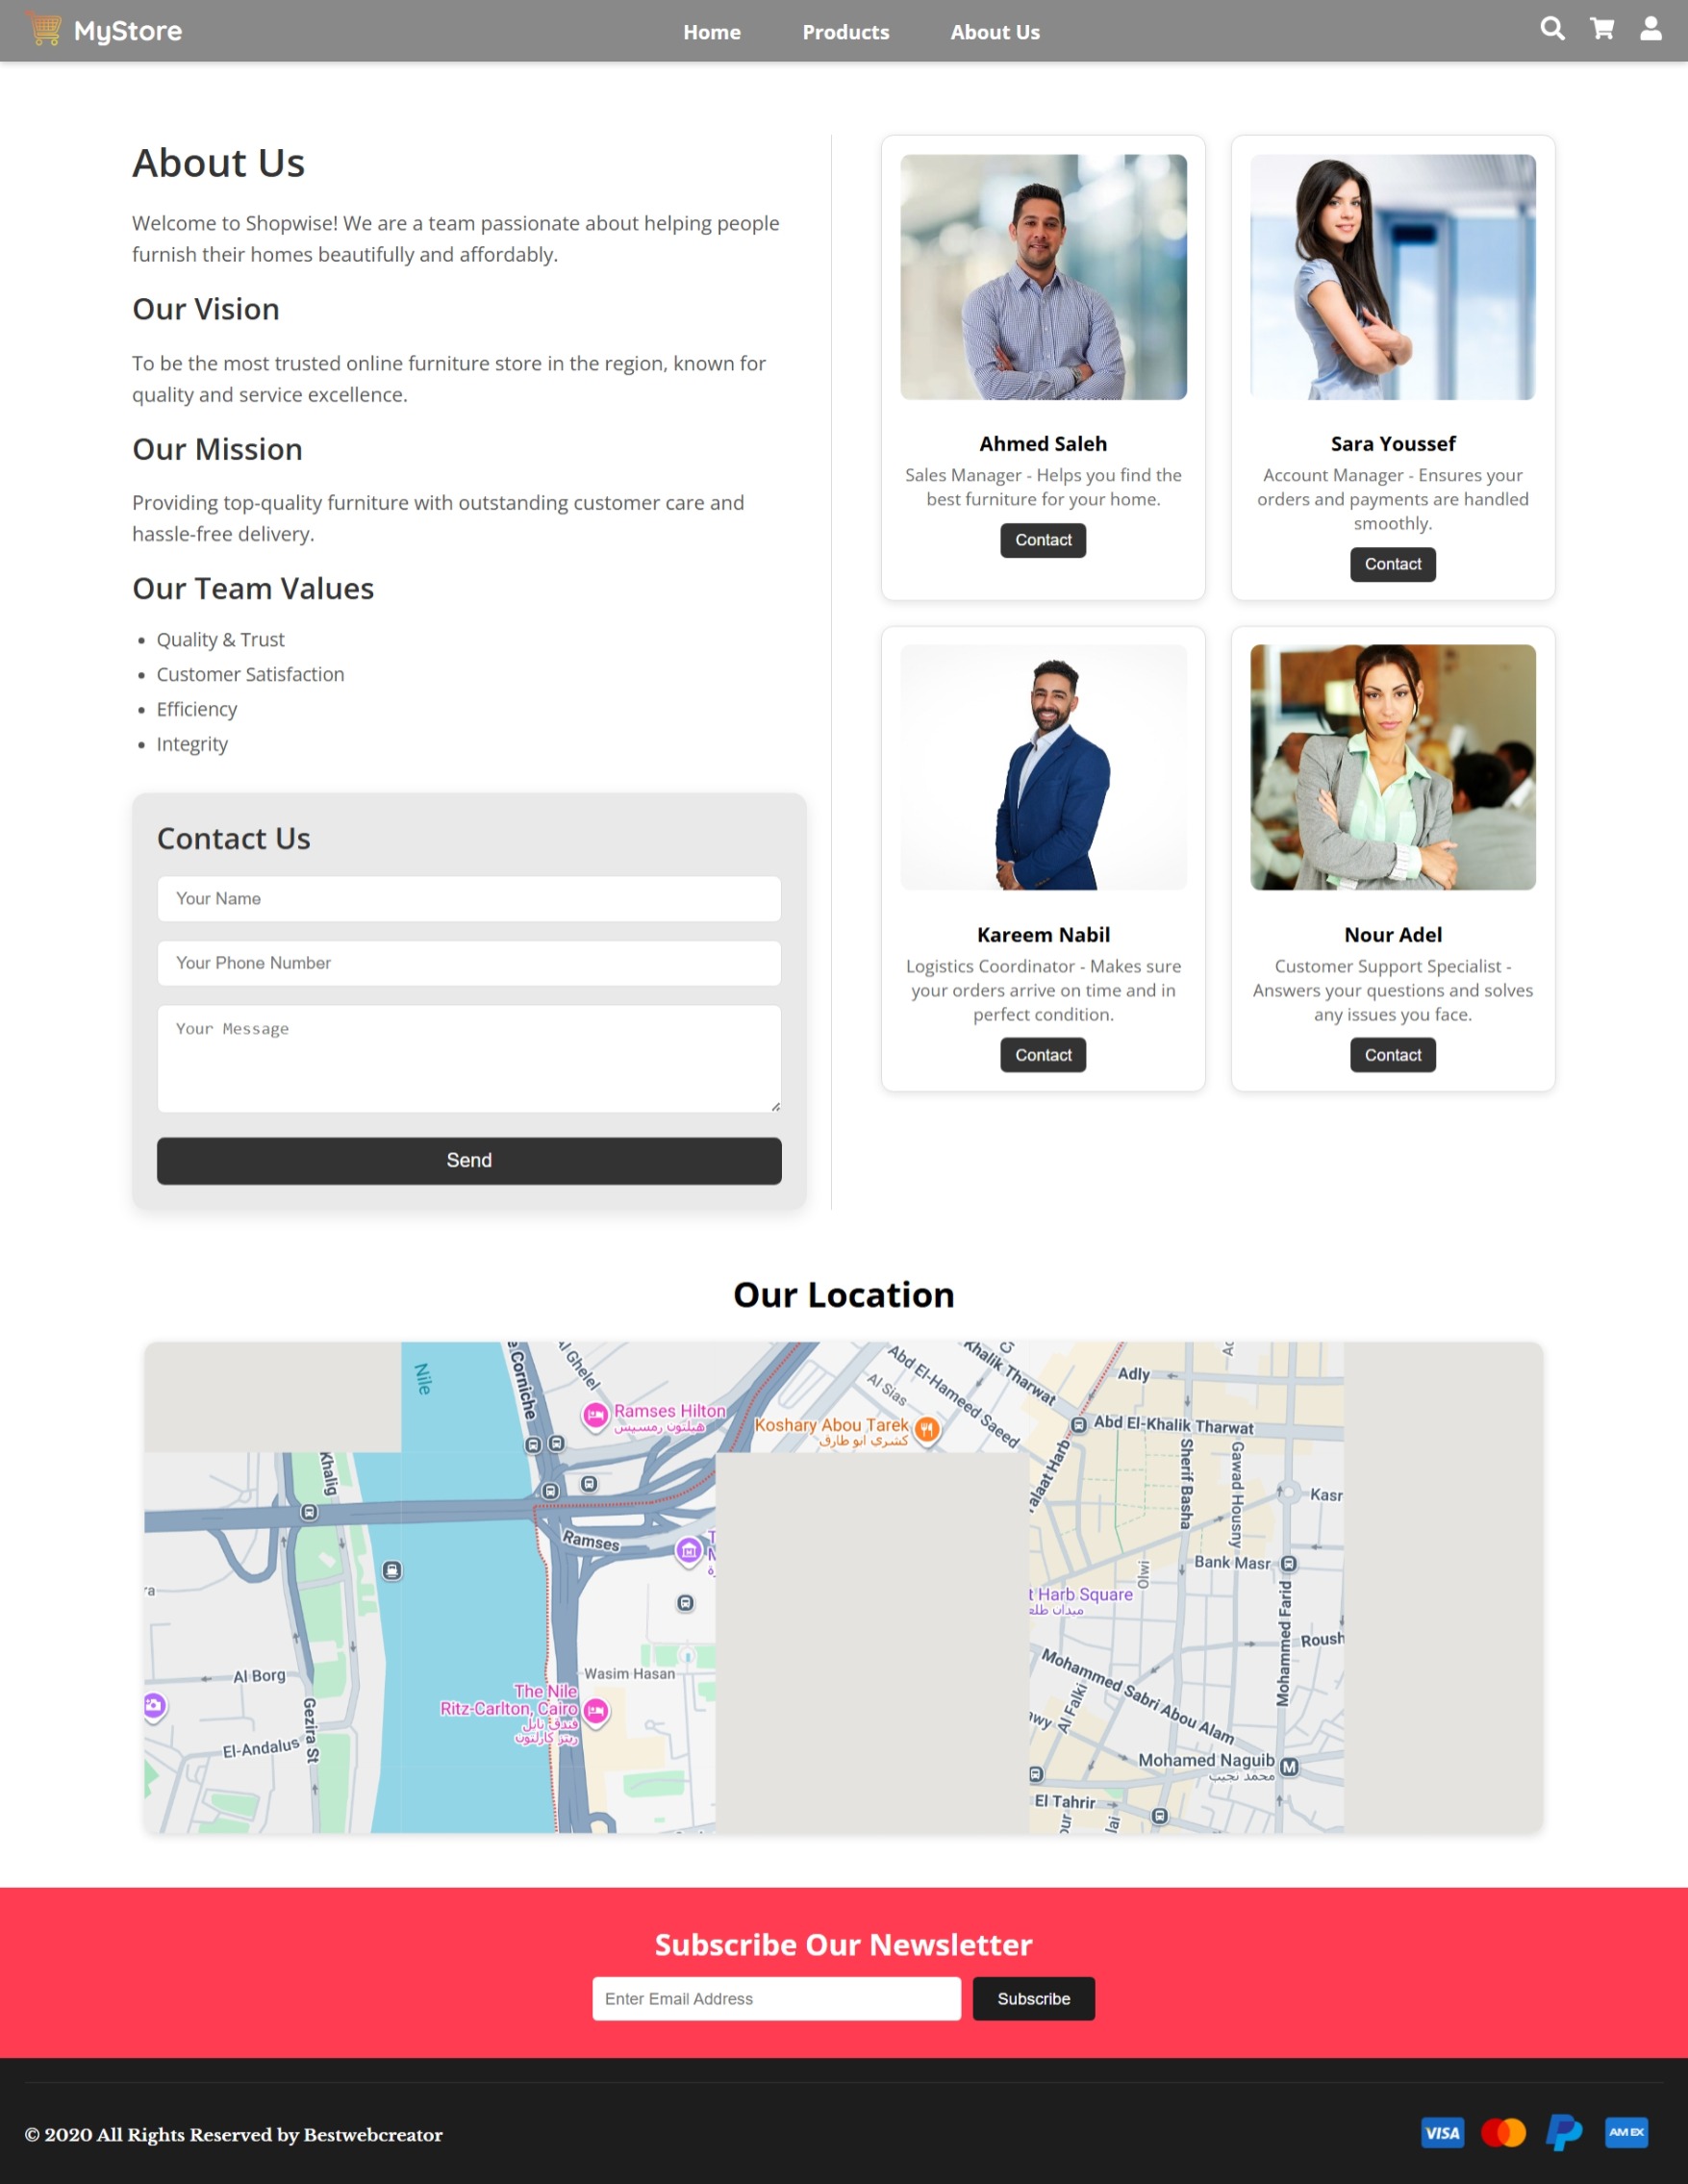 MyStore
Home
Products
About Us
About Us
Welcome to Shopwise! We are a team passionate about helping people
furnish their homes beautifully and affordably.
Our Vision
To be the most trusted online furniture store in the region, known for
quality and service excellence.
Our Mission
Providing top-quality furniture with outstanding customer care and
hassle-free delivery.
Our Team Values
Quality & Trust
Customer Satisfaction
Efficiency
Integrity
Contact Us
Your Name
Your Phone Number
Your Message
Send
Ahmed Saleh
Sales Manager - Helps you find the
best furniture for your home.
Contact
Sara Youssef
Account Manager - Ensures your
orders and payments are handled
smoothly.
Contact
Kareem Nabil
Logistics Coordinator - Makes sure
your orders arrive on time and in
perfect condition.
Contact
Nour Adel
Customer Support Specialist -
Answers your questions and solves
any issues you face.
Contact
Our Location
Nile
Corniche
Al Ghelel
Ramses Hilton
هيلتون رمسيس
Koshary Abou Tarek
كشري ابو طارق
Al Sias
Abd El-Hameed Saeed
Khalik Tharwat
Adly
Abd El-Khalik Tharwat
Talaat Harb
Sherif Basha
Gawad Housny
Kasr
Khalig
Ramses
Bank Masr
Olwi
t Harb Square
ميدان طلع
Mohammed Farid
Roush
Wasim Hasan
Al Borg
Gezira St
El-Andalus
The Nile
Ritz-Carlton, Cairo
فندق نايل
ريتز كارلتون
Mohammed Sabri Abou Alam
Al Falki
Mohamed Naguib
محمد نجيب
M
El Tahrir
Subscribe Our Newsletter
Enter Email Address
Subscribe
© 2020 All Rights Reserved by Bestwebcreator
VISA
AM EX